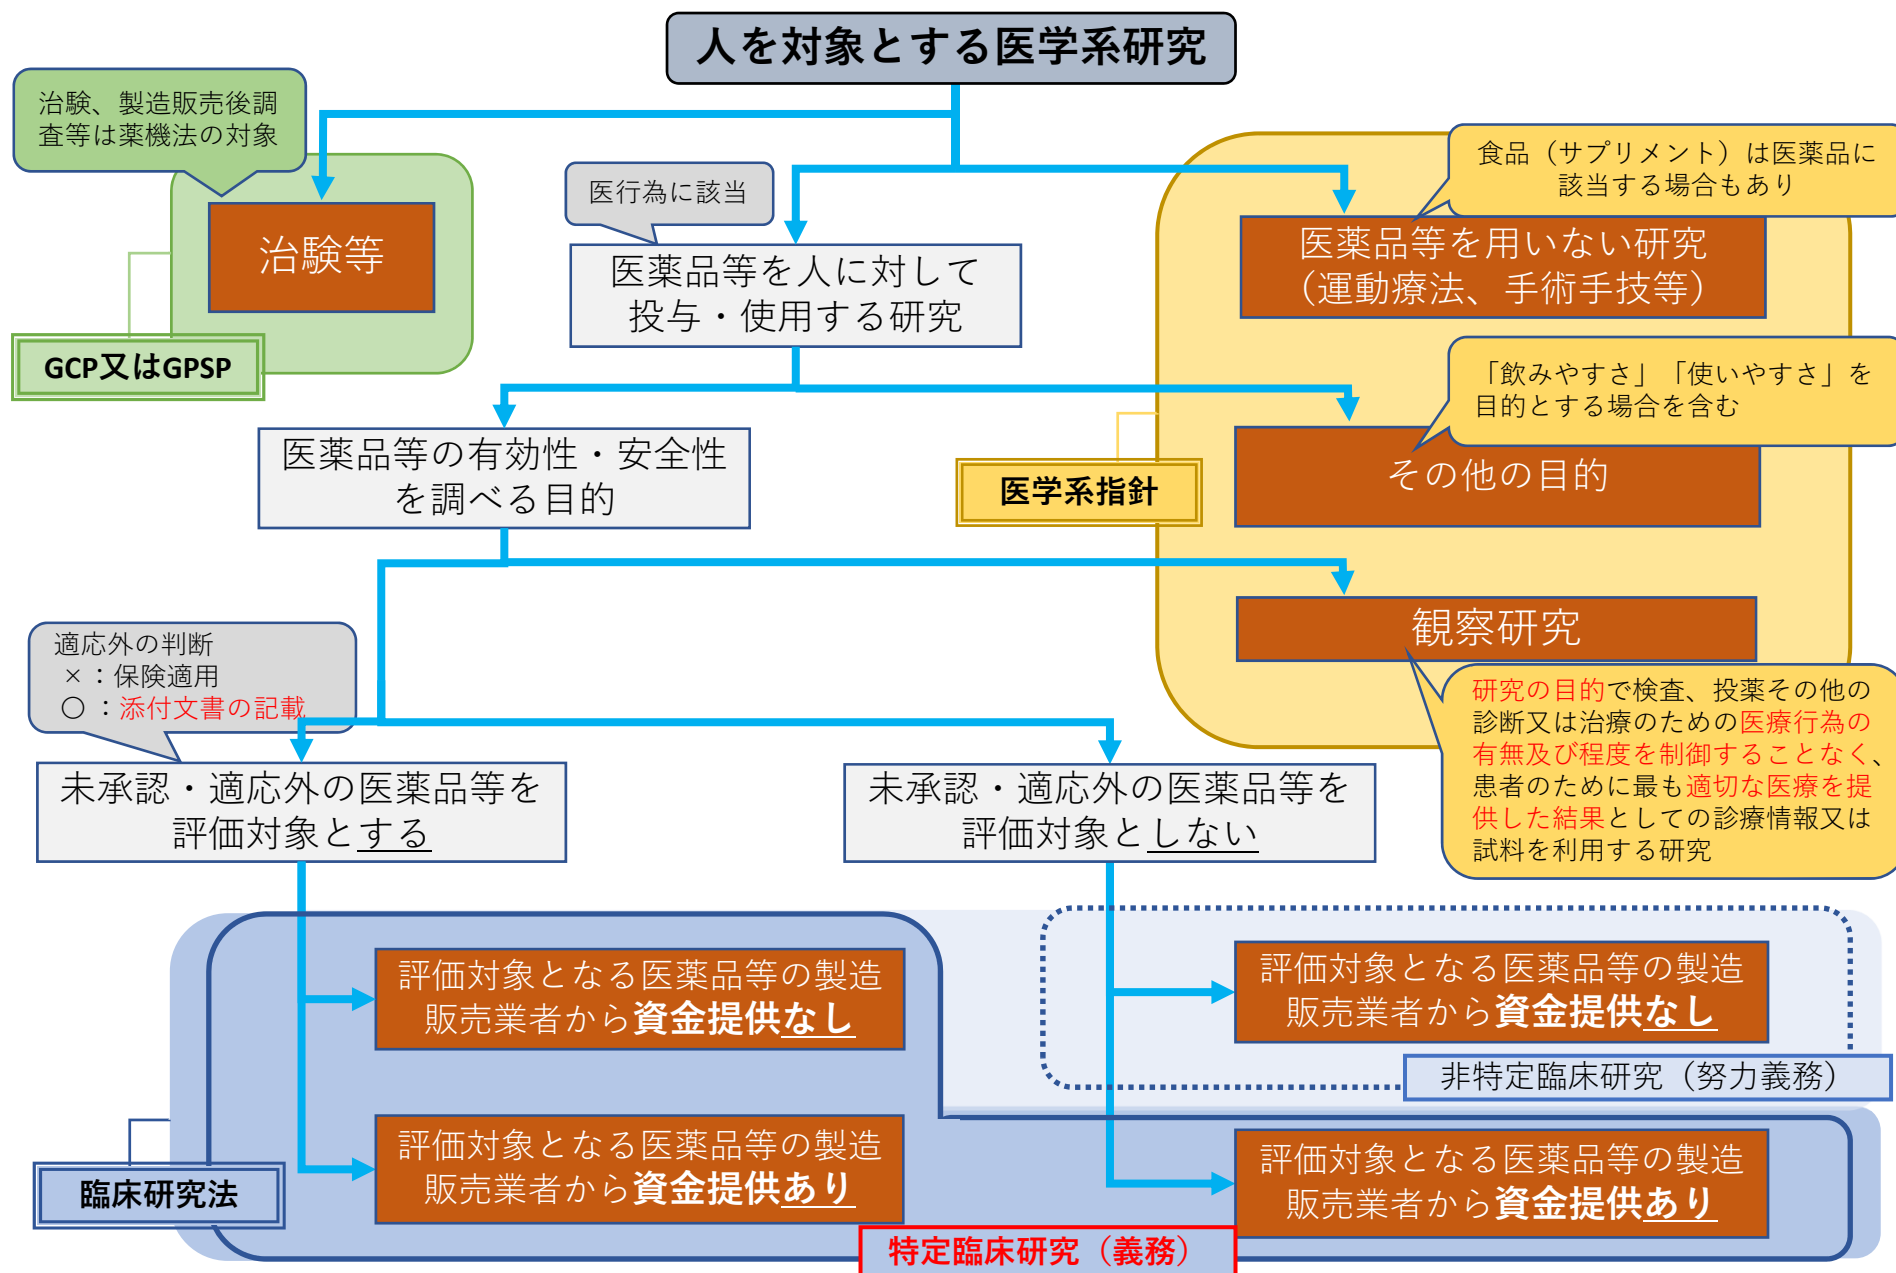 人を対象とする医学系研究
治験、製造販売後調
査等は薬機法の対象
治験等
GCP又はGPSP
医行為に該当
医薬品等を人に対して
投与・使用する研究
食品（サプリメント）は医薬品に
該当する場合もあり
医薬品等を用いない研究
（運動療法、手術手技等）
「飲みやすさ」「使いやすさ」を
目的とする場合を含む
その他の目的
医学系指針
医薬品等の有効性・安全性
を調べる目的
観察研究
研究の目的で検査、投薬その他の
診断又は治療のための医療行為の
有無及び程度を制御することなく、
患者のために最も適切な医療を提
供した結果としての診療情報又は
試料を利用する研究
適応外の判断
×：保険適用
〇：添付文書の記載
未承認・適応外の医薬品等を
評価対象とする
未承認・適応外の医薬品等を
評価対象としない
評価対象となる医薬品等の製造
販売業者から資金提供なし
評価対象となる医薬品等の製造
販売業者から資金提供なし
非特定臨床研究（努力義務）
評価対象となる医薬品等の製造
販売業者から資金提供あり
評価対象となる医薬品等の製造
販売業者から資金提供あり
臨床研究法
特定臨床研究（義務）